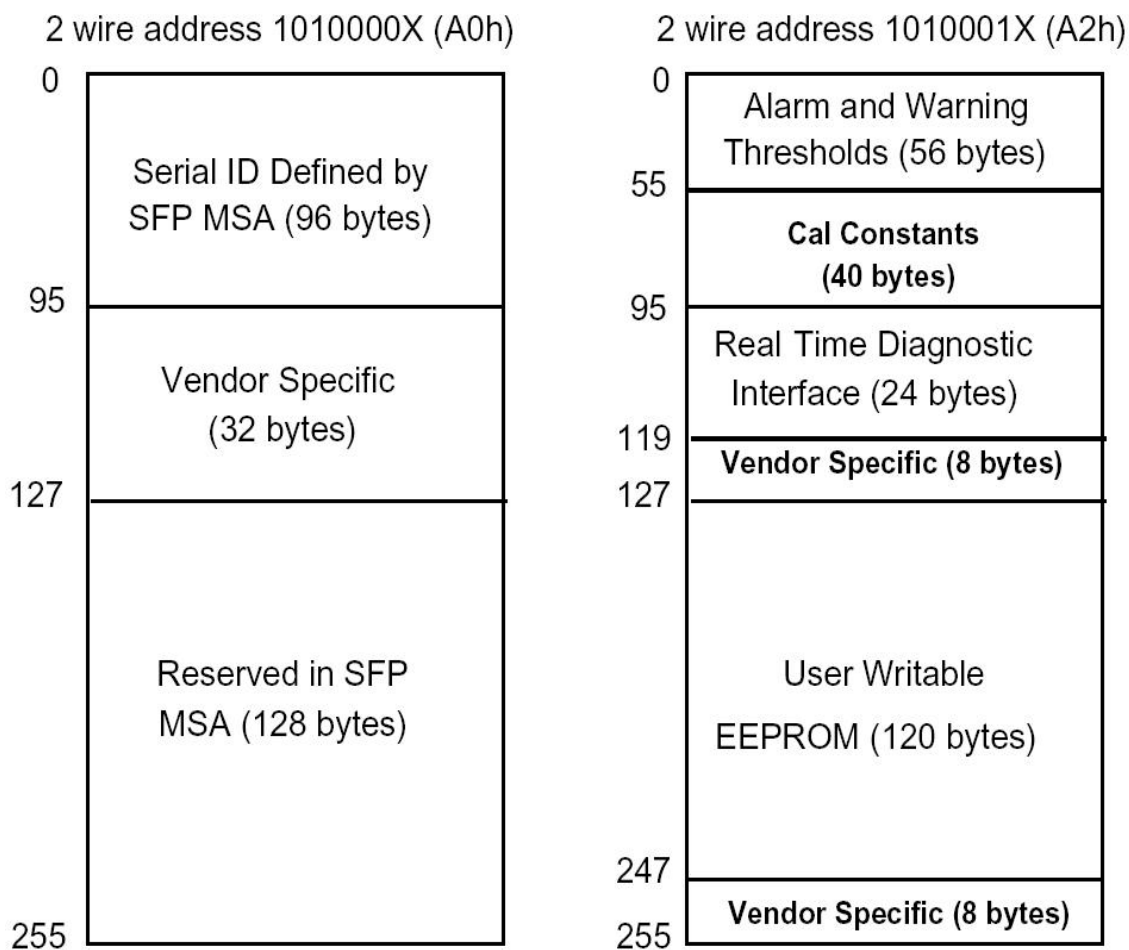 2 wire address 1010000X (A0h)
0
Serial ID Defined by
SFP MSA (96 bytes)
95
Vendor Specific
(32 bytes)
127
Reserved in SFP
MSA (128 bytes)
255
2 wire address 1010001X (A2h)
0
Alarm and Warning
Thresholds (56 bytes)
55
Cal Constants
(40 bytes)
95
Real Time Diagnostic
Interface (24 bytes)
119
Vendor Specific (8 bytes)
127
User Writable
EEPROM (120 bytes)
247
Vendor Specific (8 bytes)
255